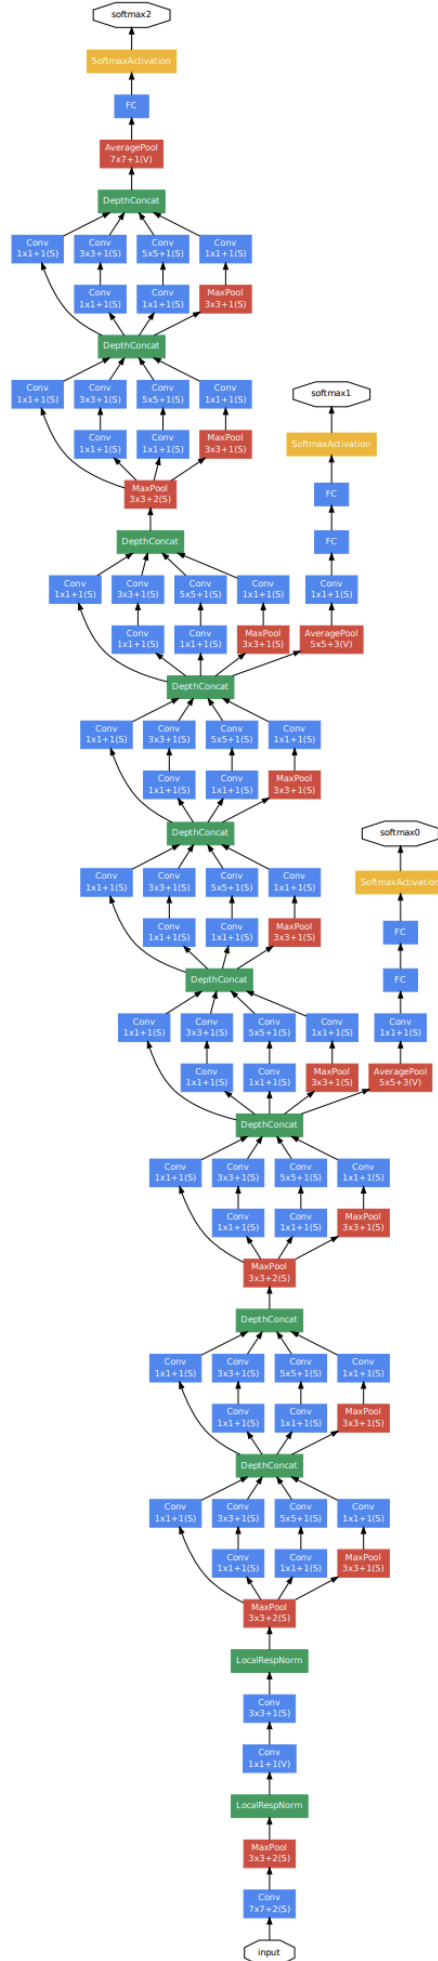 softmax2
SoftmaxActivation
FC
AveragePool
7x7+1(V)
DepthConcat
Conv
1x1+1(S)
Conv
3x3+1(S)
Conv
5x5+1(S)
Conv
1x1+1(S)
Conv
1x1+1(S)
Conv
1x1+1(S)
MaxPool
3x3+1(S)
DepthConcat
Conv
1x1+1(S)
Conv
3x3+1(S)
Conv
5x5+1(S)
Conv
1x1+1(S)
softmax1
SoftmaxActivation
Conv
1x1+1(S)
Conv
1x1+1(S)
MaxPool
3x3+1(S)
MaxPool
3x3+2(S)
FC
DepthConcat
FC
Conv
1x1+1(S)
Conv
3x3+1(S)
Conv
5x5+1(S)
Conv
1x1+1(S)
Conv
1x1+1(S)
Conv
1x1+1(S)
Conv
1x1+1(S)
MaxPool
3x3+1(S)
AveragePool
5x5+3(V)
DepthConcat
Conv
1x1+1(S)
Conv
3x3+1(S)
Conv
5x5+1(S)
Conv
1x1+1(S)
Conv
1x1+1(S)
Conv
1x1+1(S)
MaxPool
3x3+1(S)
DepthConcat
softmax0
Conv
1x1+1(S)
Conv
3x3+1(S)
Conv
5x5+1(S)
Conv
1x1+1(S)
SoftmaxActivation
Conv
1x1+1(S)
Conv
1x1+1(S)
MaxPool
3x3+1(S)
FC
DepthConcat
FC
Conv
1x1+1(S)
Conv
3x3+1(S)
Conv
5x5+1(S)
Conv
1x1+1(S)
Conv
1x1+1(S)
Conv
1x1+1(S)
Conv
1x1+1(S)
MaxPool
3x3+1(S)
AveragePool
5x5+3(V)
DepthConcat
Conv
1x1+1(S)
Conv
3x3+1(S)
Conv
5x5+1(S)
Conv
1x1+1(S)
Conv
1x1+1(S)
Conv
1x1+1(S)
MaxPool
3x3+1(S)
MaxPool
3x3+2(S)
DepthConcat
Conv
1x1+1(S)
Conv
3x3+1(S)
Conv
5x5+1(S)
Conv
1x1+1(S)
Conv
1x1+1(S)
Conv
1x1+1(S)
MaxPool
3x3+1(S)
DepthConcat
Conv
1x1+1(S)
Conv
3x3+1(S)
Conv
5x5+1(S)
Conv
1x1+1(S)
Conv
1x1+1(S)
Conv
1x1+1(S)
MaxPool
3x3+1(S)
MaxPool
3x3+2(S)
LocalRespNorm
Conv
3x3+1(S)
Conv
1x1+1(V)
LocalRespNorm
MaxPool
3x3+2(S)
Conv
7x7+2(S)
input